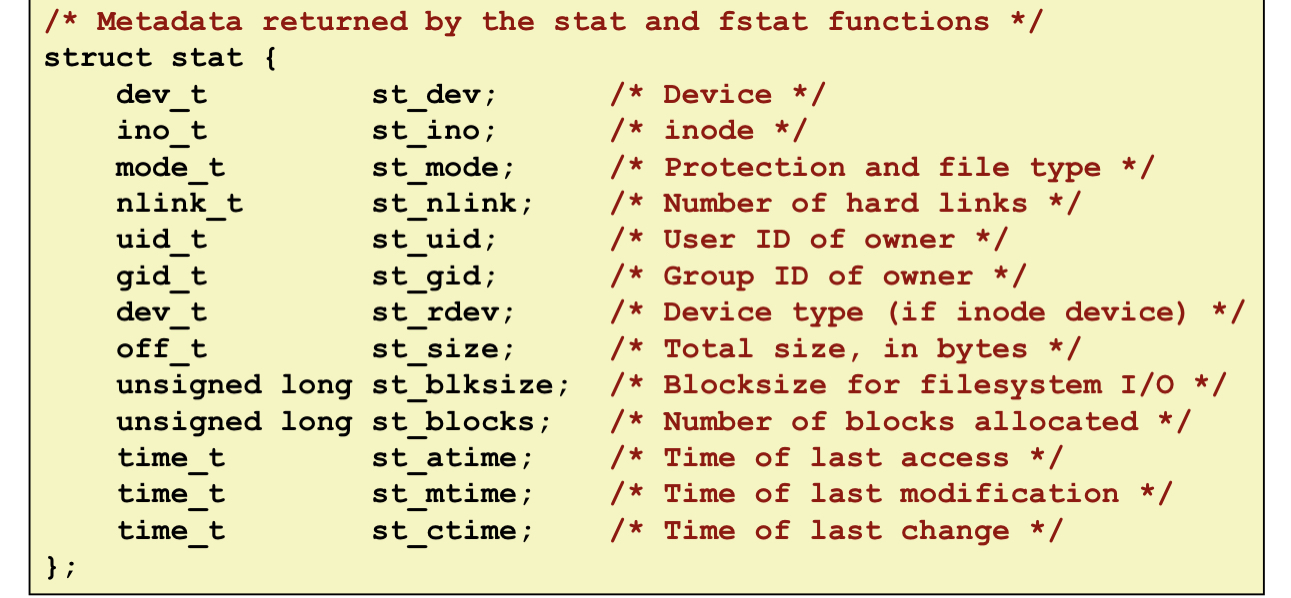 /* Metadata returned by the stat and fstat functions */
struct stat {
    dev_t         st_dev;      /* Device */
    ino_t         st_ino;      /* inode */
    mode_t        st_mode;     /* Protection and file type */
    nlink_t       st_nlink;    /* Number of hard links */
    uid_t         st_uid;      /* User ID of owner */
    gid_t         st_gid;      /* Group ID of owner */
    dev_t         st_rdev;     /* Device type (if inode device) */
    off_t         st_size;     /* Total size, in bytes */
    unsigned long st_blksize;  /* Blocksize for filesystem I/O */
    unsigned long st_blocks;   /* Number of blocks allocated */
    time_t        st_atime;    /* Time of last access */
    time_t        st_mtime;    /* Time of last modification */
    time_t        st_ctime;    /* Time of last change */
};